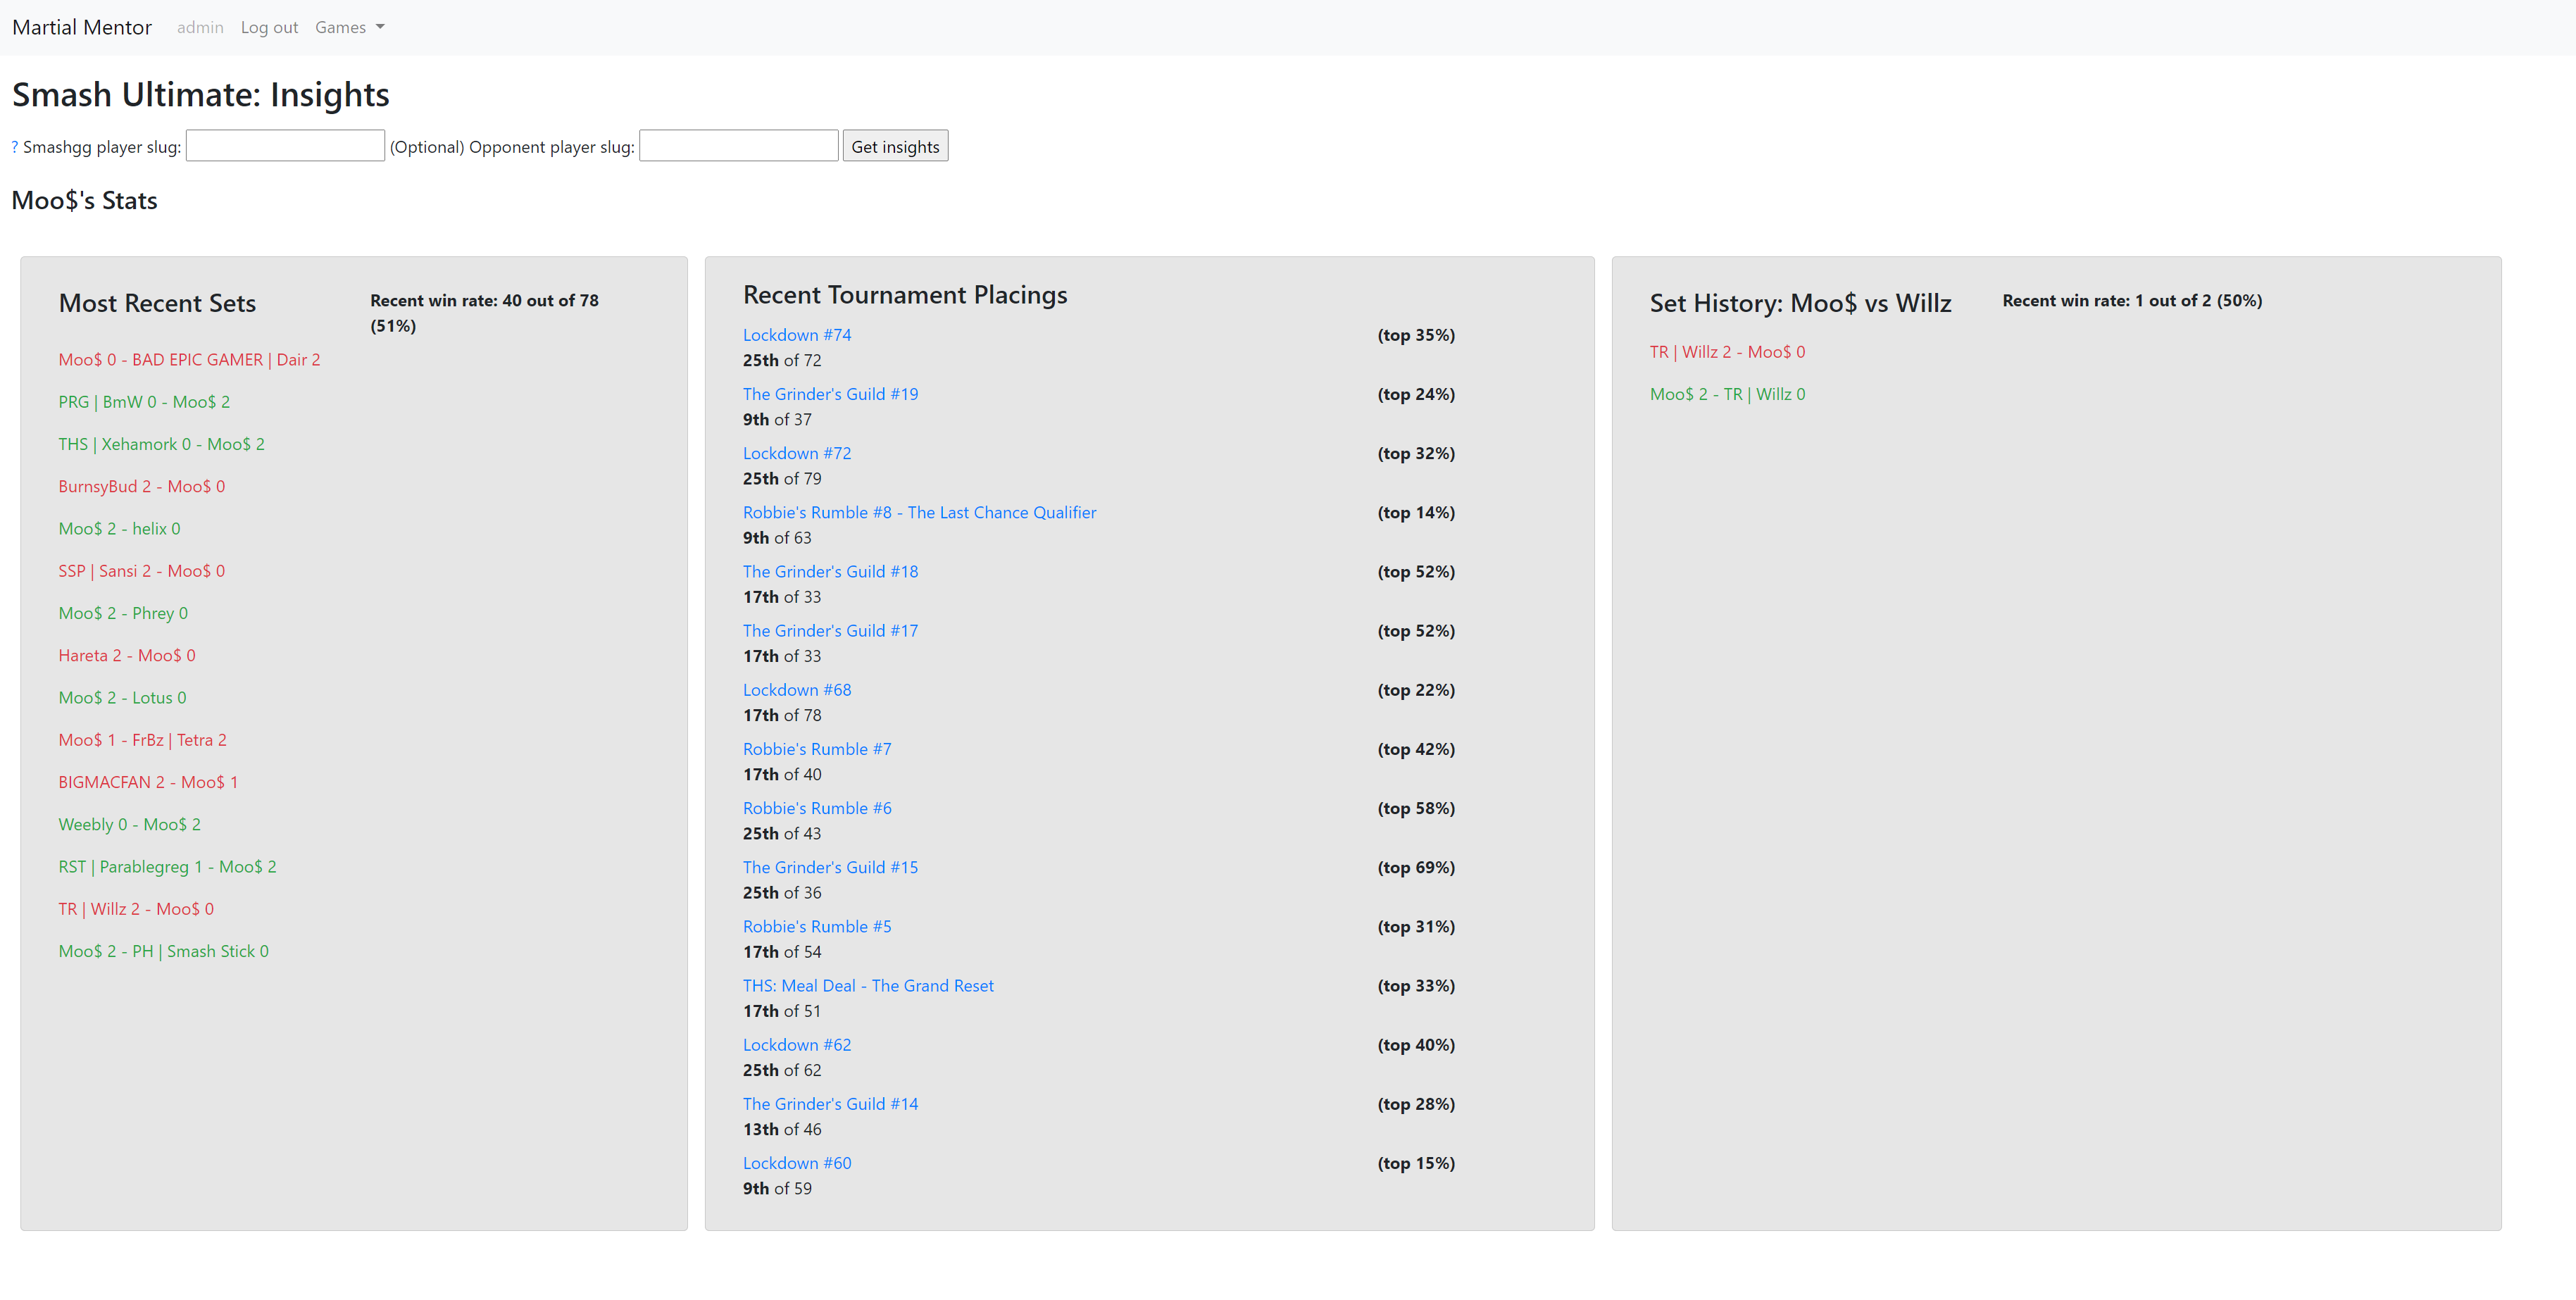 Martial Mentor admin Log out Games
Smash Ultimate: Insights
? Smashgg player slug: (Optional) Opponent player slug: Get insights
Moo$'s Stats
Most Recent Sets
Recent win rate: 40 out of 78
(51%)
Moo$ 0 - BAD EPIC GAMER | Dair 2
PRG | BmW 0 - Moo$ 2
THS | Xehamork 0 - Moo$ 2
BurnsyBud 2 - Moo$ 0
Moo$ 2 - helix 0
SSP | Sansi 2 - Moo$ 0
Moo$ 2 - Phrey 0
Hareta 2 - Moo$ 0
Moo$ 2 - Lotus 0
Moo$ 1 - FrBz | Tetra 2
BIGMACFAN 2 - Moo$ 1
Weebly 0 - Moo$ 2
RST | Parablegreg 1 - Moo$ 2
TR | Willz 2 - Moo$ 0
Moo$ 2 - PH | Smash Stick 0
Recent Tournament Placings
Lockdown #74 (top 35%)
25th of 72
The Grinder's Guild #19 (top 24%)
9th of 37
Lockdown #72 (top 32%)
25th of 79
Robbie's Rumble #8 - The Last Chance Qualifier (top 14%)
9th of 63
The Grinder's Guild #18 (top 52%)
17th of 33
The Grinder's Guild #17 (top 52%)
17th of 33
Lockdown #68 (top 22%)
17th of 78
Robbie's Rumble #7 (top 42%)
17th of 40
Robbie's Rumble #6 (top 58%)
25th of 43
The Grinder's Guild #15 (top 69%)
25th of 36
Robbie's Rumble #5 (top 31%)
17th of 54
THS: Meal Deal - The Grand Reset (top 33%)
17th of 51
Lockdown #62 (top 40%)
25th of 62
The Grinder's Guild #14 (top 28%)
13th of 46
Lockdown #60 (top 15%)
9th of 59
Set History: Moo$ vs Willz
Recent win rate: 1 out of 2 (50%)
TR | Willz 2 - Moo$ 0
Moo$ 2 - TR | Willz 0